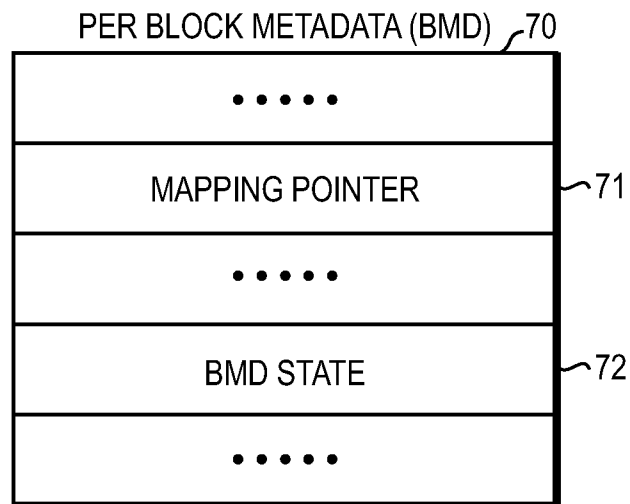 PER BLOCK METADATA (BMD) 70
•••••
MAPPING POINTER 71
•••••
BMD STATE 72
•••••